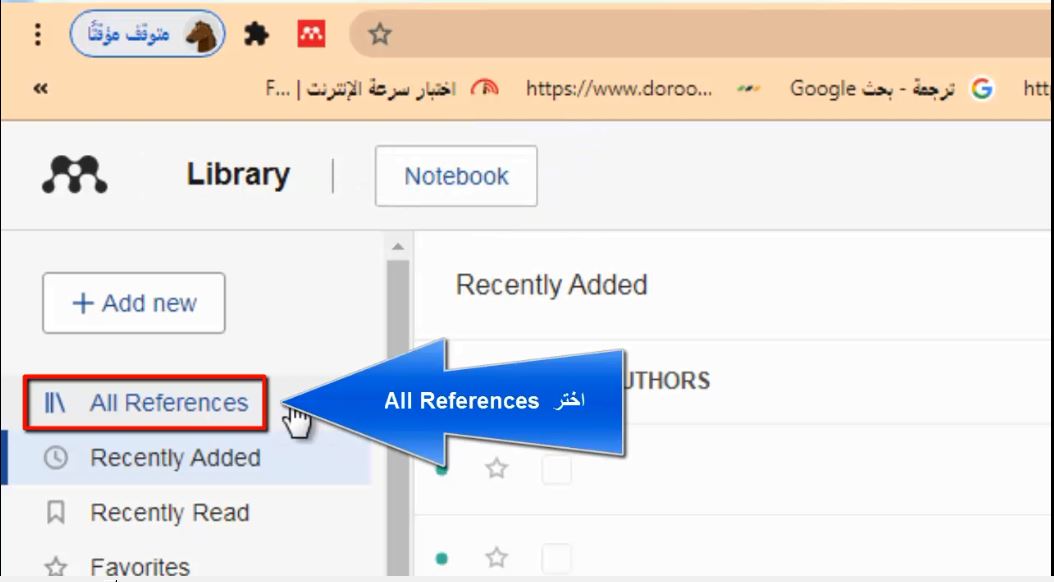 متوقف مؤقتًا
F... | اختبار سرعة الإنترنت
https://www.doroo...
ترجمة - بحث Google
htt
Library
Notebook
Add new
Recently Added
UTHORS
All References
اختر All References
Recently Added
Recently Read
Favorites